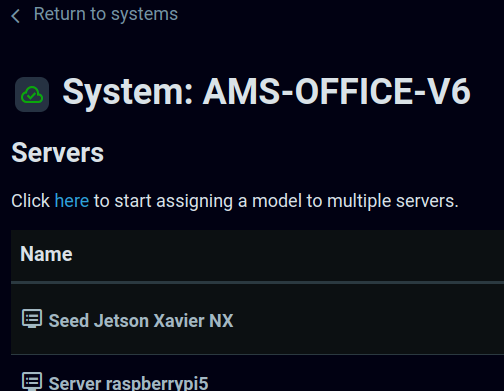 Return to systems
System: AMS-OFFICE-V6
Servers
Click here to start assigning a model to multiple servers.
Name
Seed Jetson Xavier NX
Server raspberrypi5